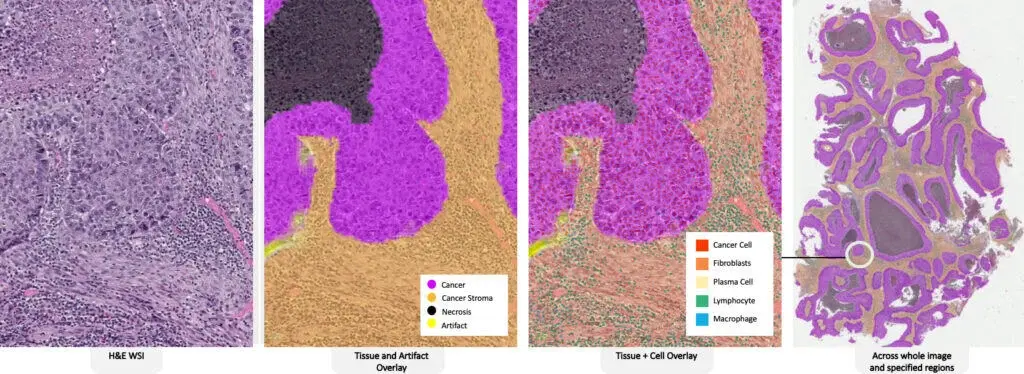 Cancer
Cancer Stroma
Necrosis
Artifact
Cancer Cell
Fibroblasts
Plasma Cell
Lymphocyte
Macrophage
H&E WSI
Tissue and Artifact
Overlay
Tissue + Cell Overlay
Across whole image
and specified regions